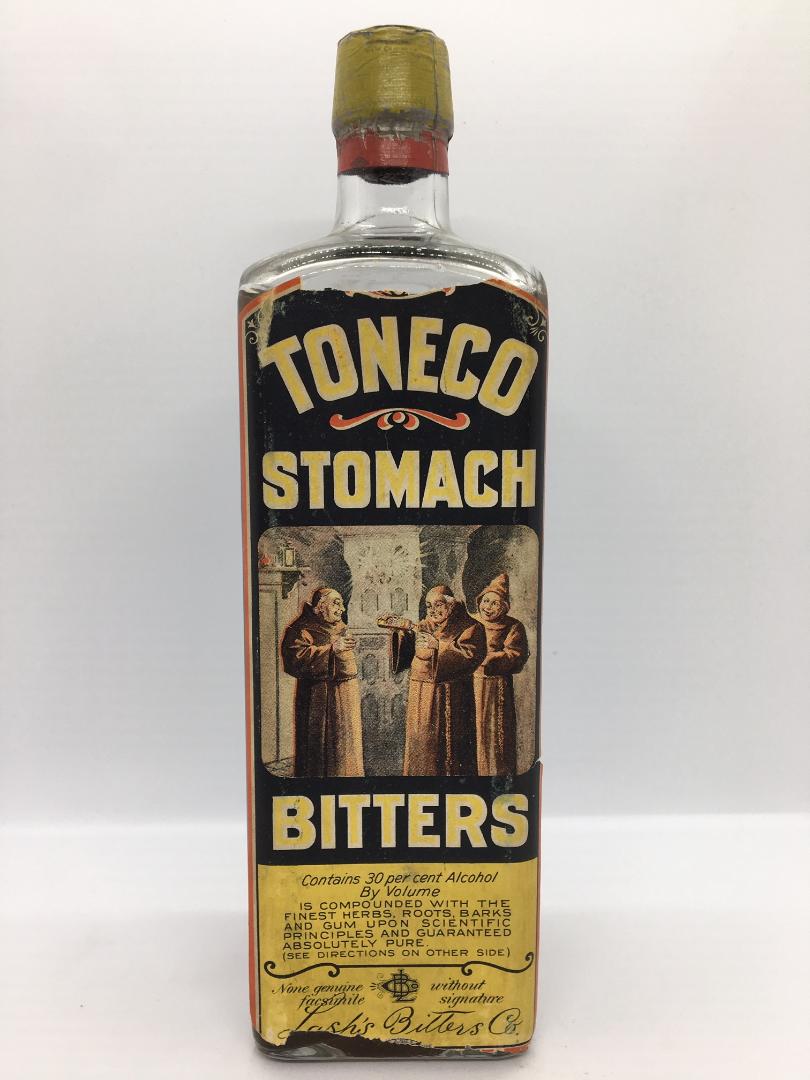 TONECO
STOMACH
BITTERS
Contains 30 per cent Alcohol
By Volume
IS COMPOUNDED WITH THE
FINEST HERBS, ROOTS, BARKS
AND GUM UPON SCIENTIFIC
PRINCIPLES AND GUARANTEED
ABSOLUTELY PURE.
(SEE DIRECTIONS ON OTHER SIDE)
None genuine without
facsimile signature
Lash's Bitters Co.